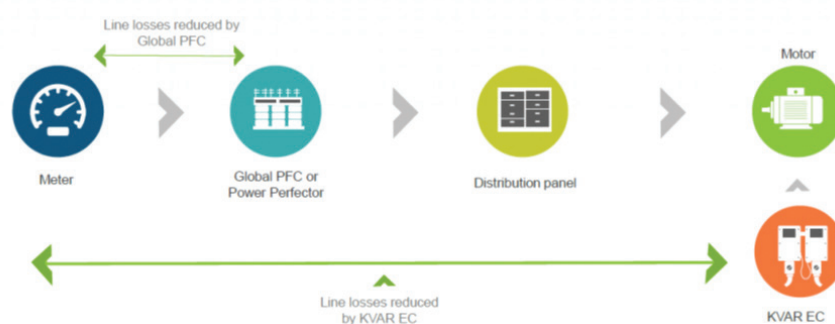 Line losses reduced by
Global PFC
Motor
Meter
Global PFC or
Power Perfector
Distribution panel
Line losses reduced
by KVAR EC
KVAR EC